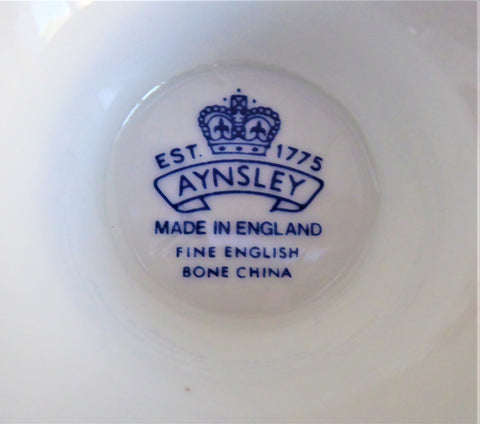 EST. 1775
AYNSLEY
MADE IN ENGLAND
FINE ENGLISH
BONE CHINA